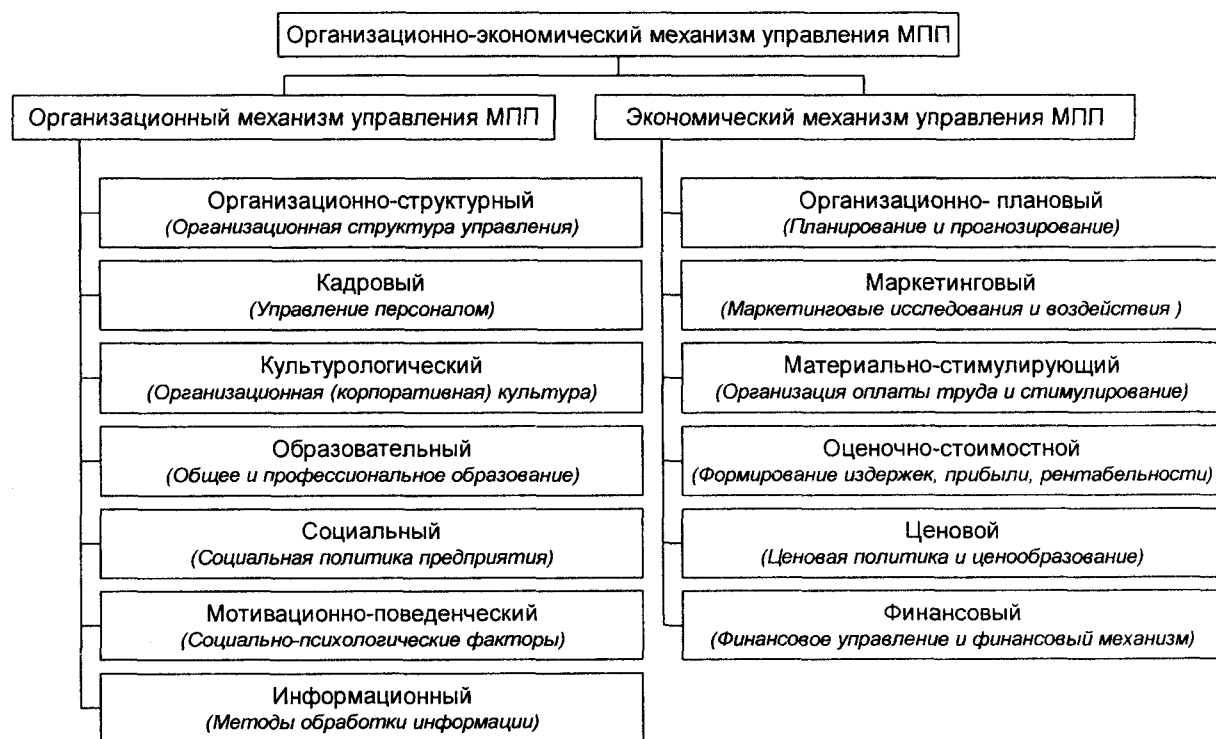 Организационно-экономический механизм управления МПП
Организационный механизм управления МПП
Экономический механизм управления МПП
Организационно-структурный
(Организационная структура управления)
Кадровый
(Управление персоналом)
Культурологический
(Организационная (корпоративная) культура)
Образовательный
(Общее и профессиональное образование)
Социальный
(Социальная политика предприятия)
Мотивационно-поведенческий
(Социально-психологические факторы)
Информационный
(Методы обработки информации)
Организационно- плановый
(Планирование и прогнозирование)
Маркетинговый
(Маркетинговые исследования и воздействия )
Материально-стимулирующий
(Организация оплаты труда и стимулирование)
Оценочно-стоимостной
(Формирование издержек, прибыли, рентабельности)
Ценовой
(Ценовая политика и ценообразование)
Финансовый
(Финансовое управление и финансовый механизм)